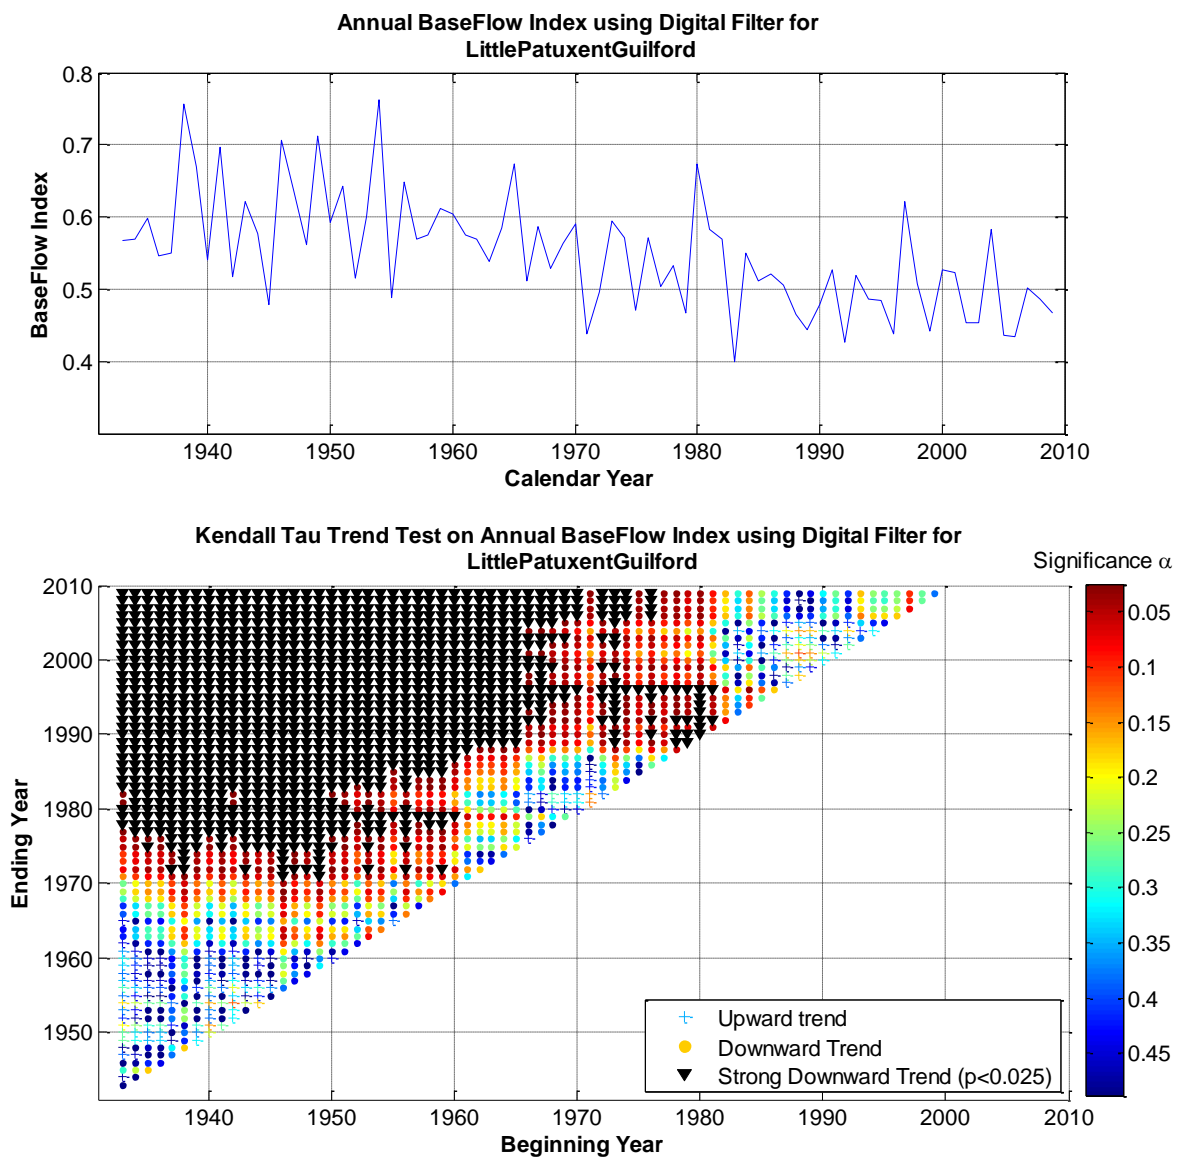 Annual BaseFlow Index using Digital Filter for
LittlePatuxentGuilford
BaseFlow Index
0.8
0.7
0.6
0.5
0.4
1940 1950 1960 1970 1980 1990 2000 2010
Calendar Year
Kendall Tau Trend Test on Annual BaseFlow Index using Digital Filter for
LittlePatuxentGuilford
Significance α
Ending Year
2010
2000
1990
1980
1970
1960
1950
0.05
0.1
0.15
0.2
0.25
0.3
0.35
0.4
0.45
Upward trend
Downward Trend
Strong Downward Trend (p<0.025)
1940 1950 1960 1970 1980 1990 2000 2010
Beginning Year